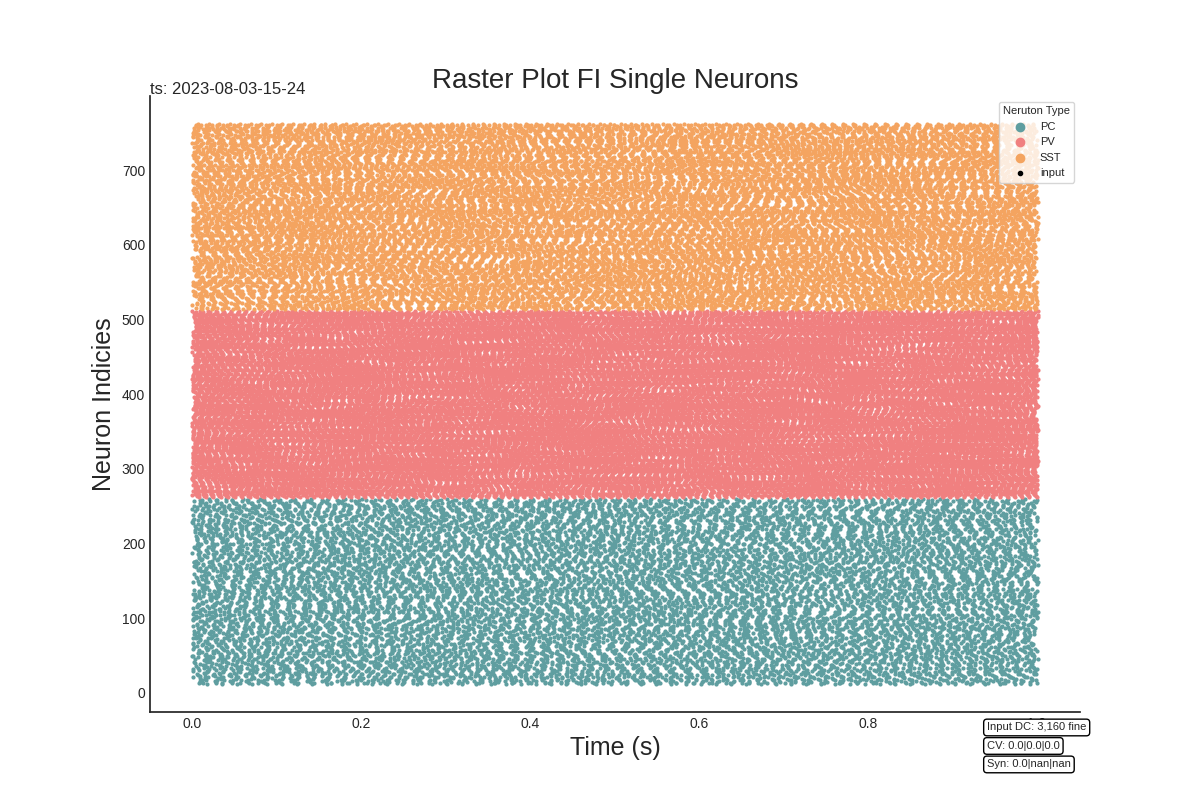 Raster Plot FI Single Neurons
ts: 2023-08-03-15-24
Neruton Type
PC
PV
SST
input
700
600
500
400
300
200
100
0
Neuron Indicies
0.0
0.2
0.4
0.6
0.8
Time (s)
Input DC: 3,160 fine
CV: 0.0|0.0|0.0
Syn: 0.0|nan|nan